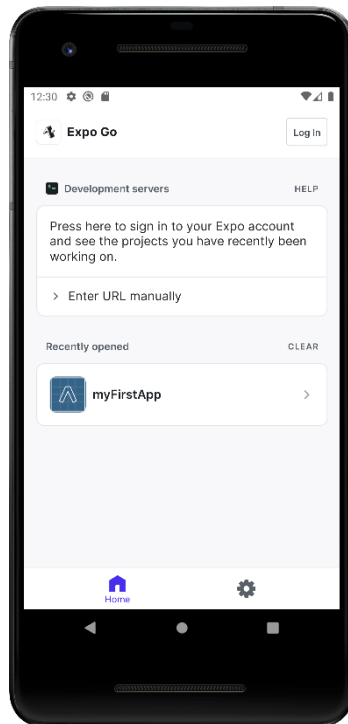 12:30
Expo Go
Log In
Development servers
HELP
Press here to sign in to your Expo account
and see the projects you have recently been
working on.
Enter URL manually
Recently opened
CLEAR
myFirstApp
Home